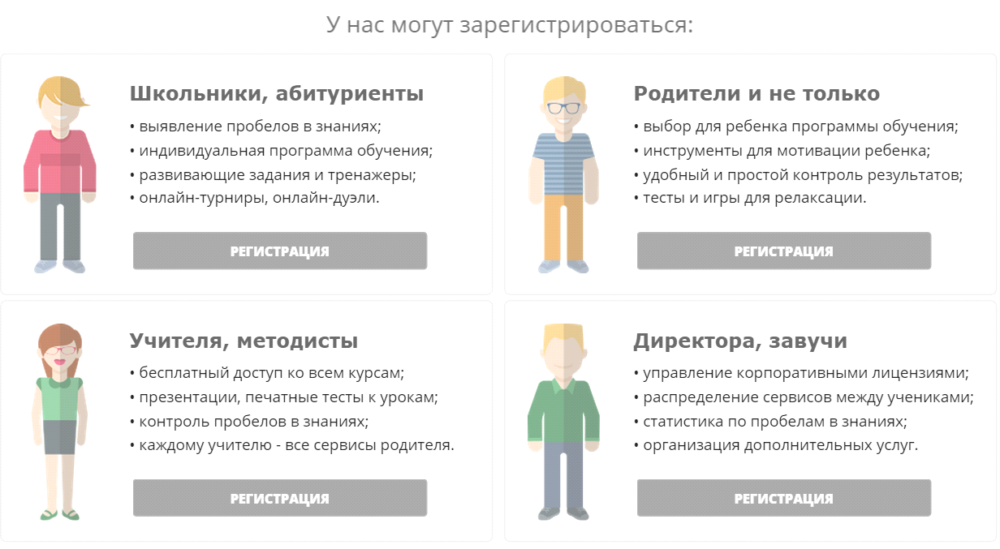 У нас могут зарегистрироваться:
Школьники, абитуриенты
• выявление пробелов в знаниях;
• индивидуальная программа обучения;
• развивающие задания и тренажеры;
• онлайн-турниры, онлайн-дуэли.
РЕГИСТРАЦИЯ
Родители и не только
• выбор для ребенка программы обучения;
• инструменты для мотивации ребенка;
• удобный и простой контроль результатов;
• тесты и игры для релаксации.
РЕГИСТРАЦИЯ
Учителя, методисты
• бесплатный доступ ко всем курсам;
• презентации, печатные тесты к урокам;
• контроль пробелов в знаниях;
• каждому учителю - все сервисы родителя.
РЕГИСТРАЦИЯ
Директора, завучи
• управление корпоративными лицензиями;
• распределение сервисов между учениками;
• статистика по пробелам в знаниях;
• организация дополнительных услуг.
РЕГИСТРАЦИЯ